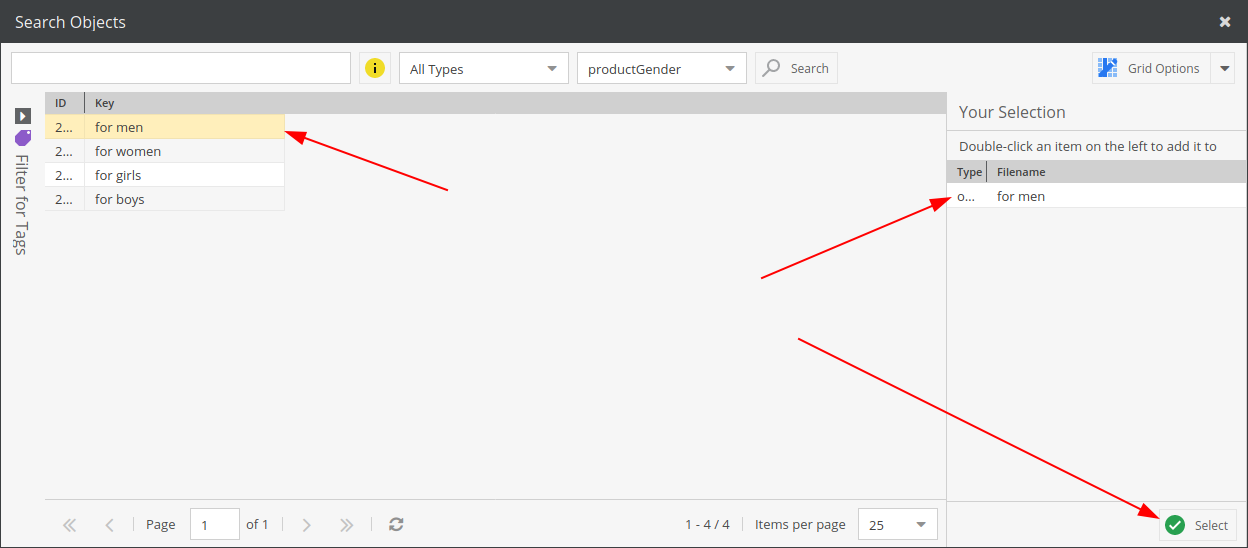 Search Objects
All Types productGender Search Grid Options
ID Key
2... for men
2... for women
2... for girls
2... for boys
Filter for Tags
Your Selection
Double-click an item on the left to add it to
Type Filename
o... for men
Page 1 of 1 1 - 4 / 4 Items per page 25
Select